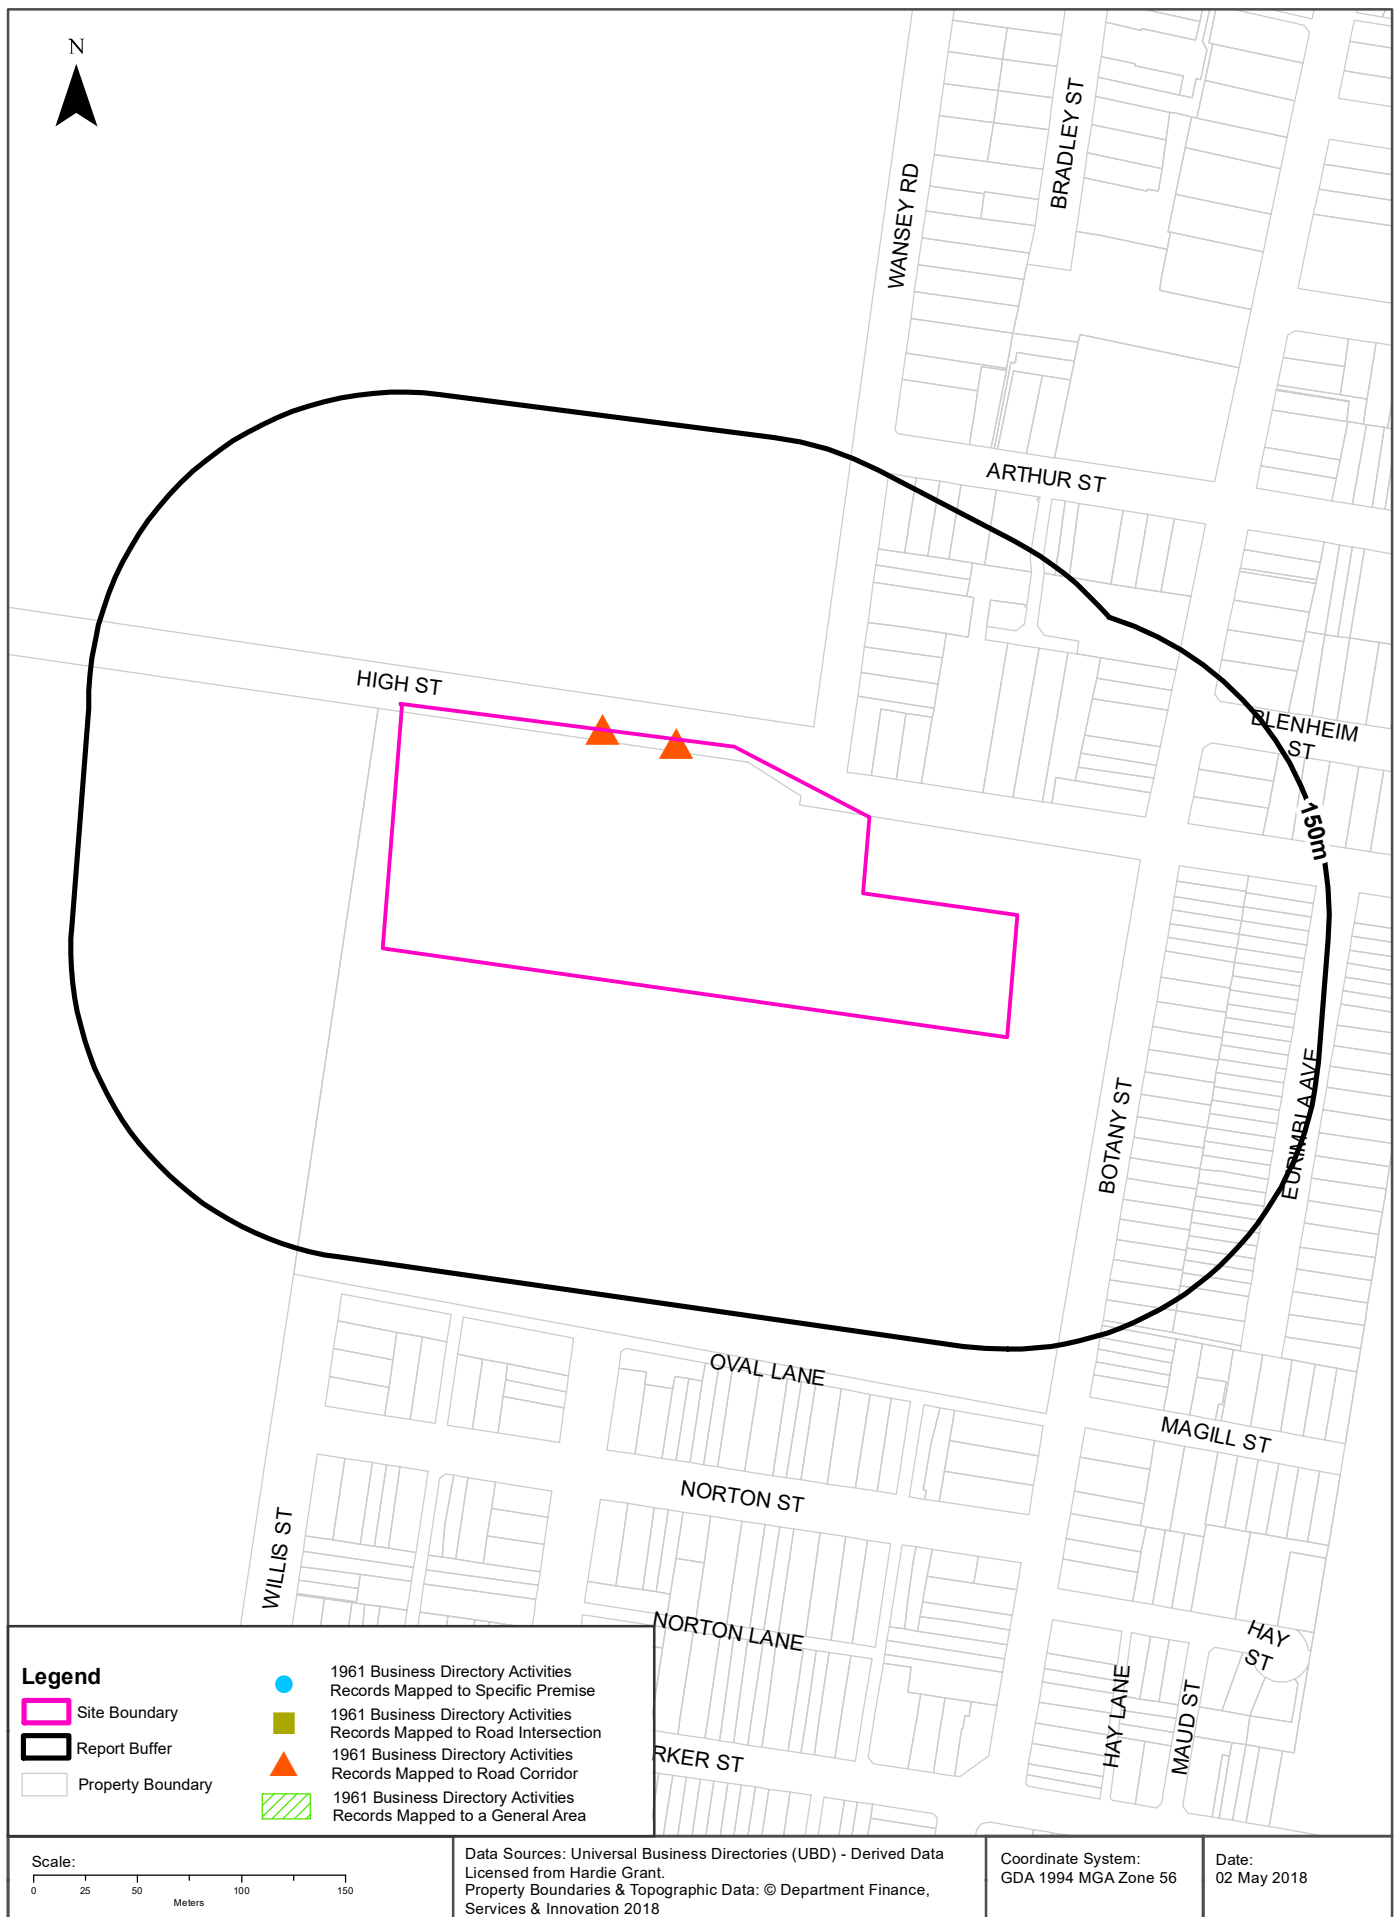 N
BRADLEY ST
WANSEY RD
ARTHUR ST
HIGH ST
BLENHEIM
ST
150m
BOTANY ST
EURIMBLA AVE
OVAL LANE
MAGILL ST
NORTON ST
WILLIS ST
NORTON LANE
HAY
ST
HAY LANE
MAUD ST
RKER ST
Legend
Site Boundary
Report Buffer
Property Boundary
1961 Business Directory Activities
Records Mapped to Specific Premise
1961 Business Directory Activities
Records Mapped to Road Intersection
1961 Business Directory Activities
Records Mapped to Road Corridor
1961 Business Directory Activities
Records Mapped to a General Area
Scale:
0 25 50 100 150
Meters
Data Sources: Universal Business Directories (UBD) - Derived Data
Licensed from Hardie Grant.
Property Boundaries & Topographic Data: © Department Finance,
Services & Innovation 2018
Coordinate System:
GDA 1994 MGA Zone 56
Date:
02 May 2018